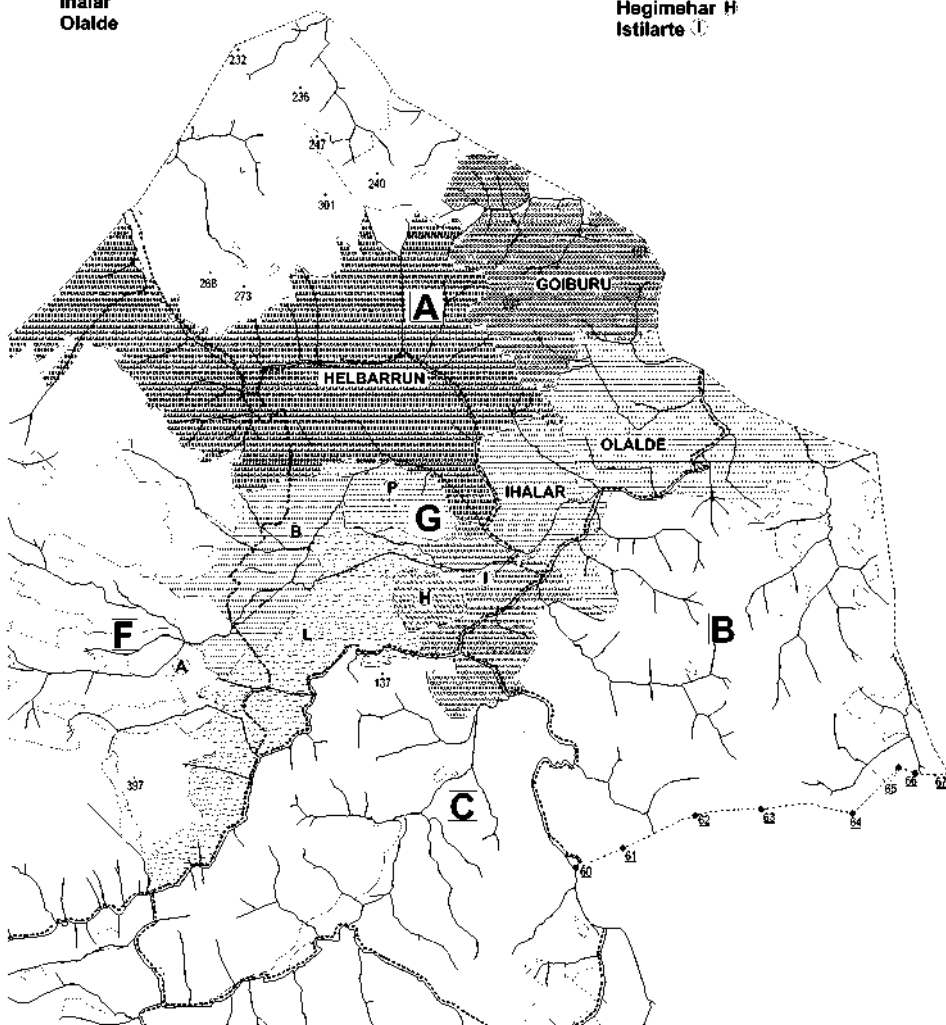 Ihalar
Olalde
Hegimehar H
Istilarte I
232
236
247
240
301
268
273
GOIBURU
A
HELBARRUN
OLALDE
P
IHALAR
G
B
I
H
F
L
B
A
137
397
C
65
66
67
62
63
64
61
60